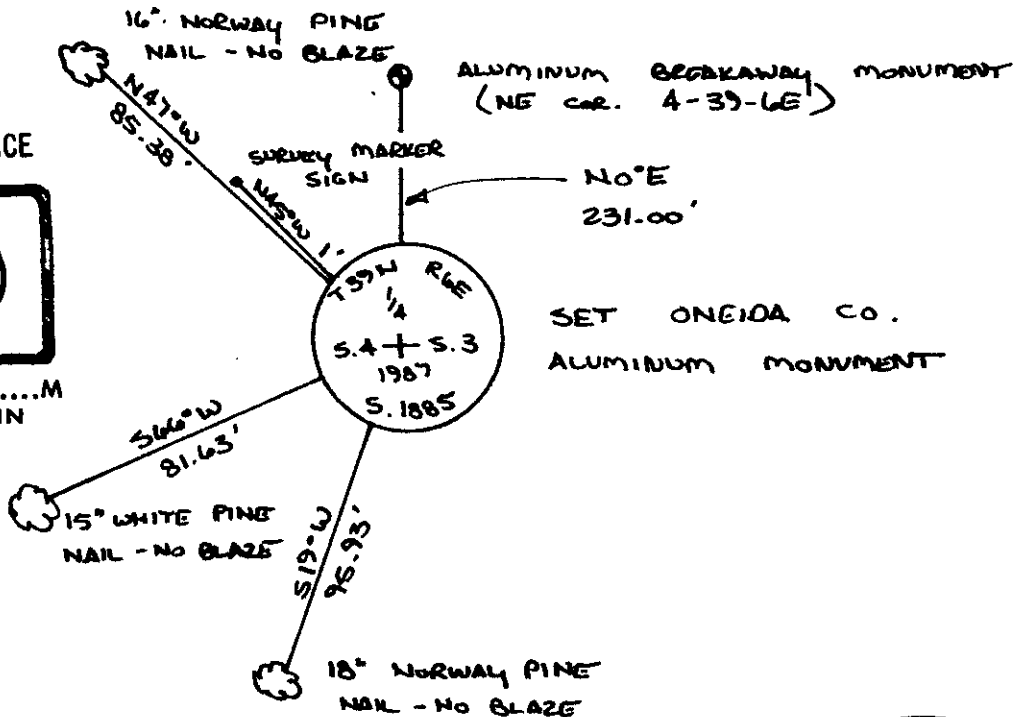 16" NORWAY PINE
NAIL - NO BLAZE
ALUMINUM BREAKAWAY MONUMENT
(NE COR. 4-39-6E)
N47°W
85.38'
CE
SURVEY MARKER
SIGN
N45°W 1'
N0°E
231.00'
T39N R6E
1/4
S.4 + S.3
1987
S. 1885
SET ONEIDA CO.
ALUMINUM MONUMENT
.....M
IN
S66°W
81.63'
15" WHITE PINE
NAIL - NO BLAZE
S19°W
95.93'
18" NORWAY PINE
NAIL - NO BLAZE